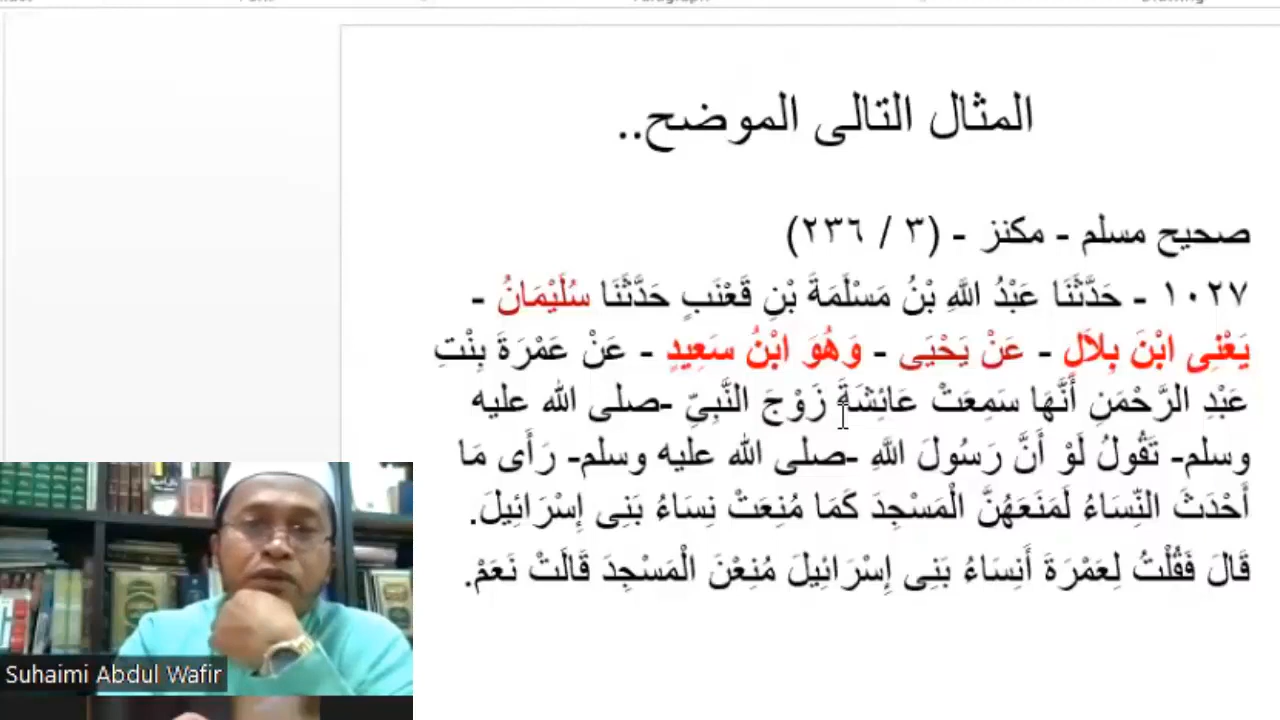 المثال التالى الموضح..
صحيح مسلم - مكنز - (٣ / ٢٣٦)
١٠٢٧ - حَدَّثَنَا عَبْدُ اللَّهِ بْنُ مَسْلَمَةَ بْنِ قَعْنَبٍ حَدَّثَنَا سُلَيْمَانُ -
يَعْنِى ابْنَ بِلاَلٍ - عَنْ يَحْيَى - وَهُوَ ابْنُ سَعِيدٍ - عَنْ عَمْرَةَ بِنْتِ
عَبْدِ الرَّحْمَنِ أَنَّهَا سَمِعَتْ عَائِشَةَ زَوْجَ النَّبِىِّ -صلى الله عليه
وسلم- تَقُولُ لَوْ أَنَّ رَسُولَ اللَّهِ -صلى الله عليه وسلم- رَأَى مَا
أَحْدَثَ النِّسَاءُ لَمَنَعَهُنَّ الْمَسْجِدَ كَمَا مُنِعَتْ نِسَاءُ بَنِى إِسْرَائِيلَ.
قَالَ فَقُلْتُ لِعَمْرَةَ أَنِسَاءُ بَنِى إِسْرَائِيلَ مُنِعْنَ الْمَسْجِدَ قَالَتْ نَعَمْ.
Suhaimi Abdul Wafir